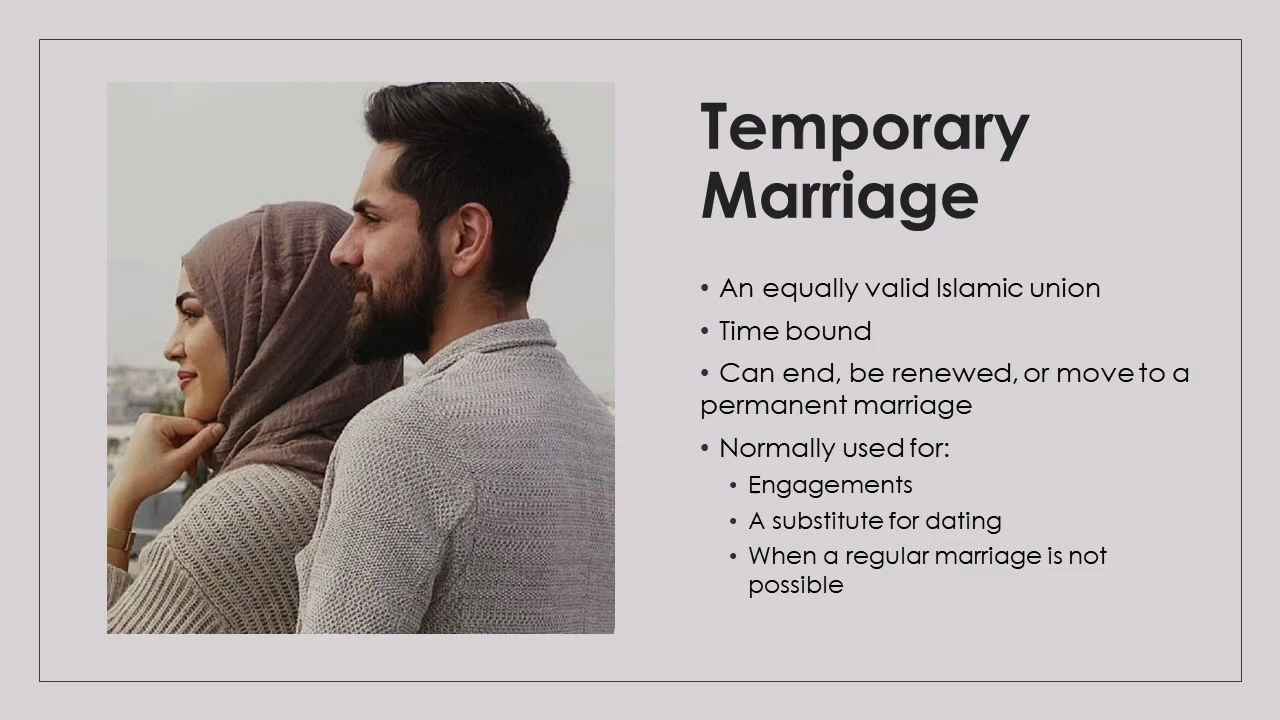 Temporary
Marriage
• An equally valid Islamic union
• Time bound
• Can end, be renewed, or move to a
permanent marriage
• Normally used for:
• Engagements
• A substitute for dating
• When a regular marriage is not
possible